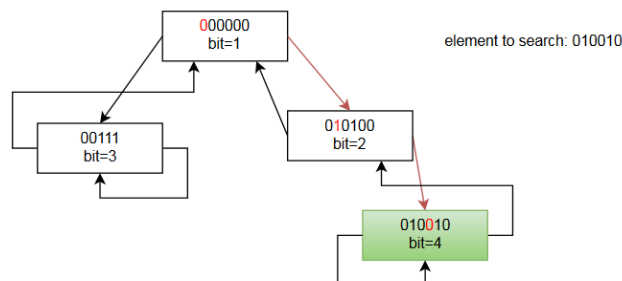 000000
bit=1
element to search: 010010
00111
bit=3
010100
bit=2
010010
bit=4